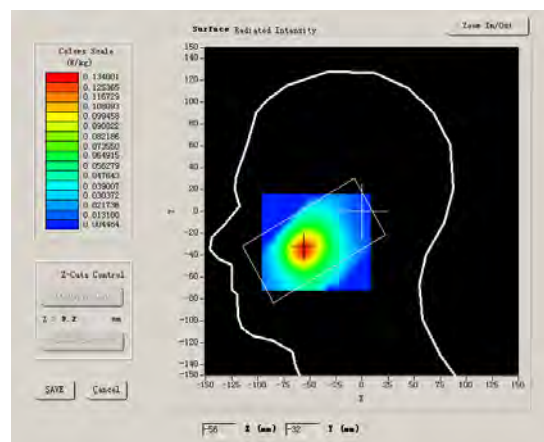 Surface Radiated Intensity
Zoom In/Out
Colors Scale
(W/kg)
0.134001
0.125365
0.116729
0.108093
0.099458
0.090822
0.082186
0.073550
0.064915
0.056279
0.047643
0.039007
0.030372
0.021736
0.013100
0.004464
150
120
100
80
60
40
20
0
-20
-40
-60
-80
-100
-120
-140
-150
Y
-150 -125 -100 -75 -50 -25 0 25 50 75 100 125 150
X
Z-Cuts Control
Z = 0.2 mm
SAVE Cancel
-56 X (mm) -32 Y (mm)